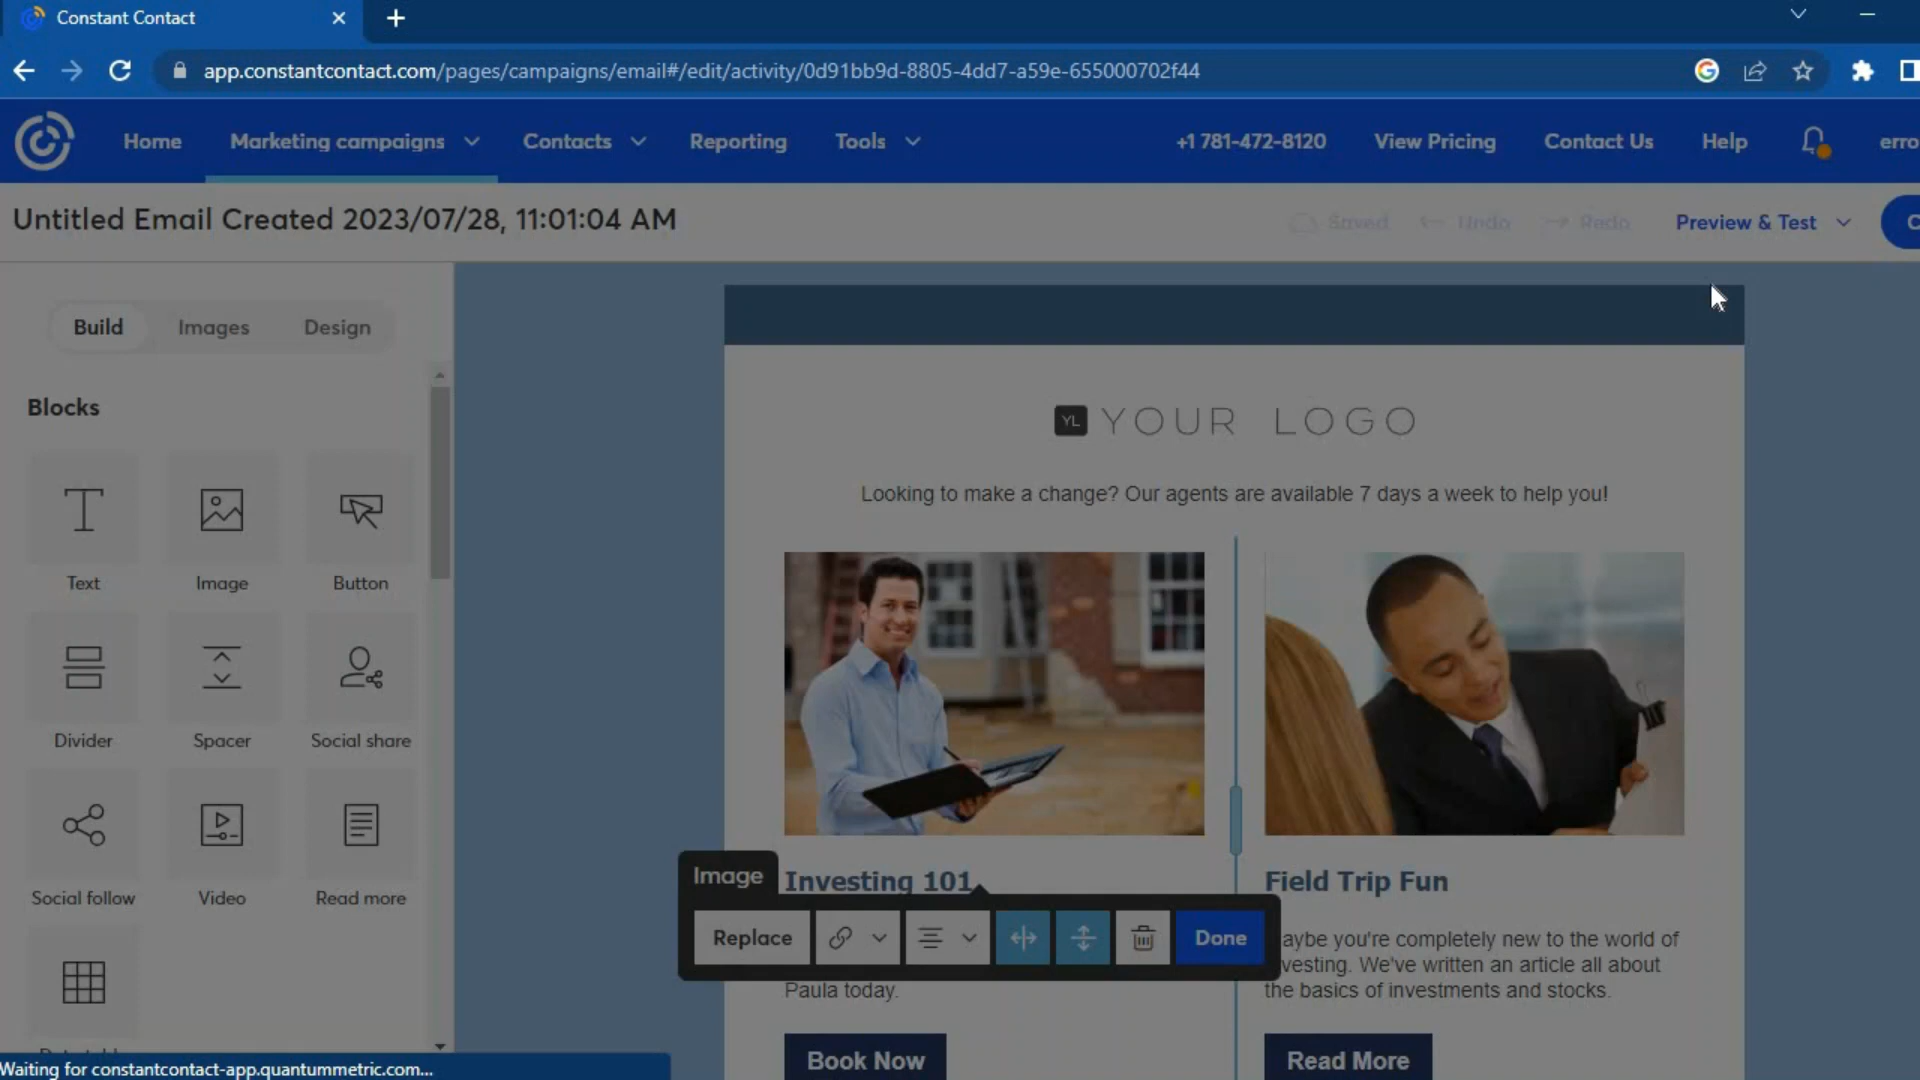 Constant Contact
app.constantcontact.com/pages/campaigns/email#/edit/activity/0d91bb9d-8805-4dd7-a59e-655000702f44
Home Marketing campaigns Contacts Reporting Tools +1 781-472-8120 View Pricing Contact Us Help erro
Untitled Email Created 2023/07/28, 11:01:04 AM Saved Undo Redo Preview & Test C
Build Images Design
Blocks
Text Image Button
Divider Spacer Social share
Social follow Video Read more
YL YOUR LOGO
Looking to make a change? Our agents are available 7 days a week to help you!
Image Investing 101 Field Trip Fun
Replace Done
aybe you're completely new to the world of
vesting. We've written an article all about
Paula today. the basics of investments and stocks.
Book Now Read More
Waiting for constantcontact-app.quantummetric.com...